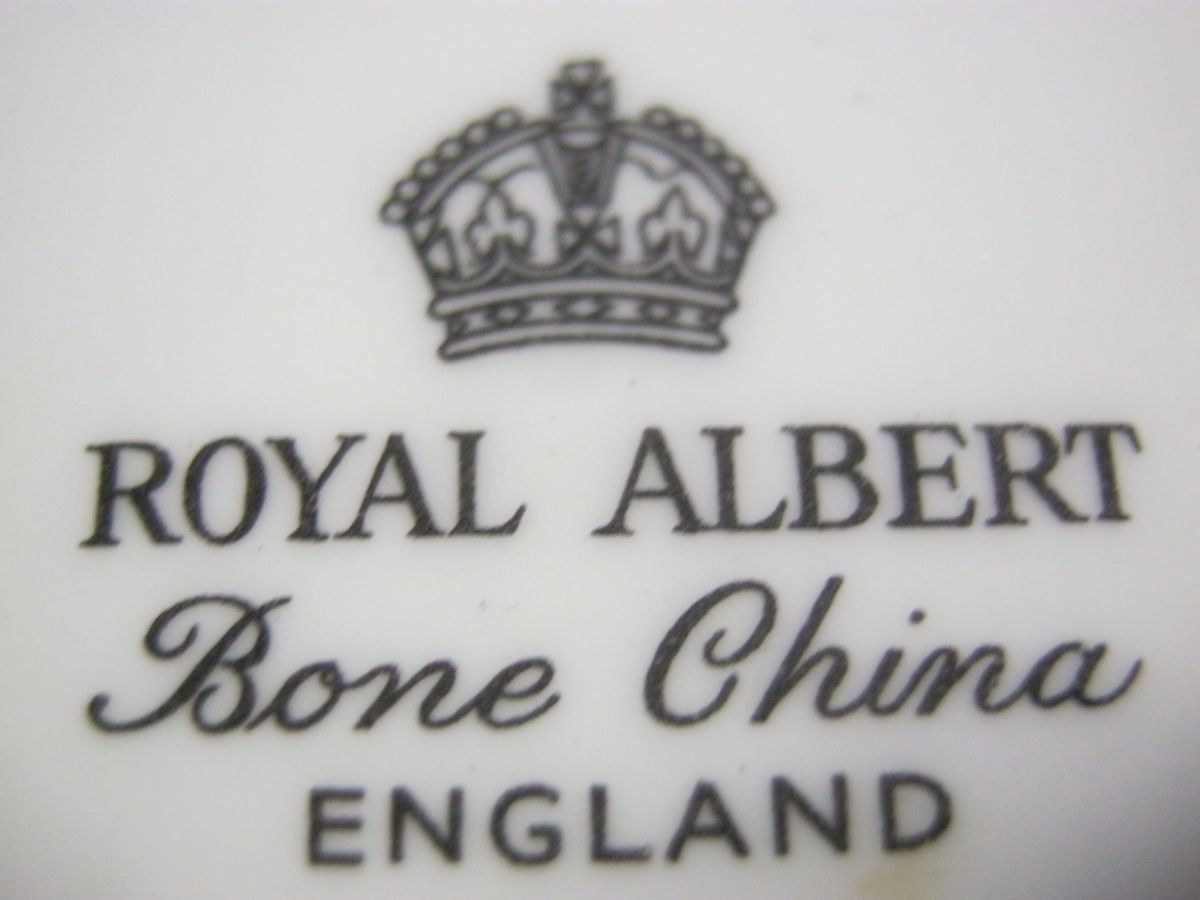 ROYAL ALBERT
Bone China
ENGLAND